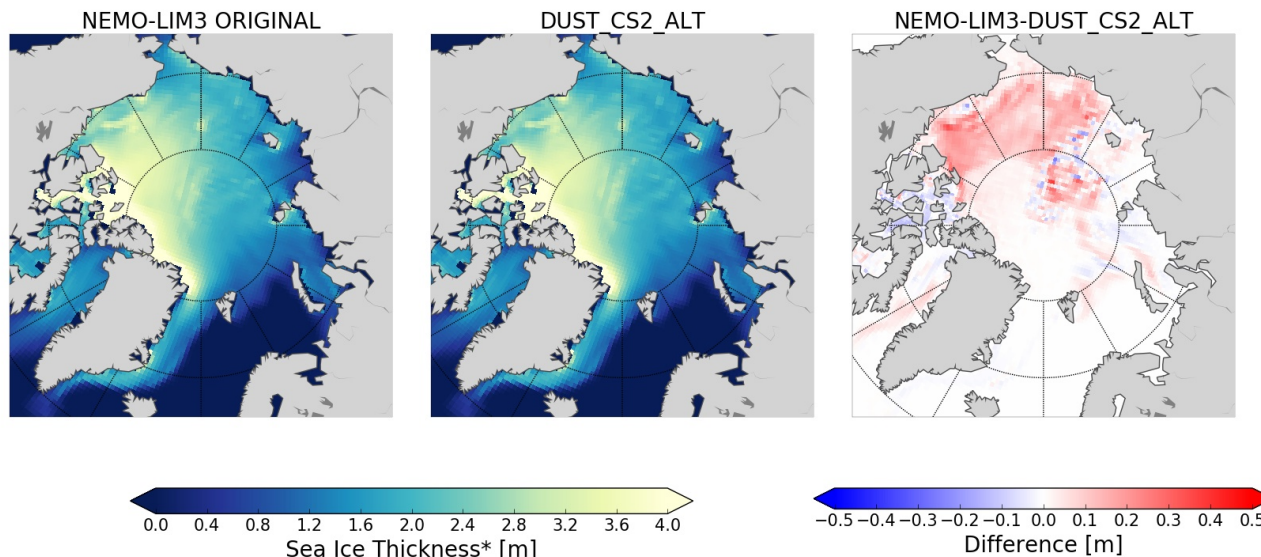 NEMO-LIM3 ORIGINAL
DUST_CS2_ALT
NEMO-LIM3-DUST_CS2_ALT
0.0 0.4 0.8 1.2 1.6 2.0 2.4 2.8 3.2 3.6 4.0
Sea Ice Thickness* [m]
−0.5 −0.4 −0.3 −0.2 −0.1 0.0 0.1 0.2 0.3 0.4 0.5
Difference [m]